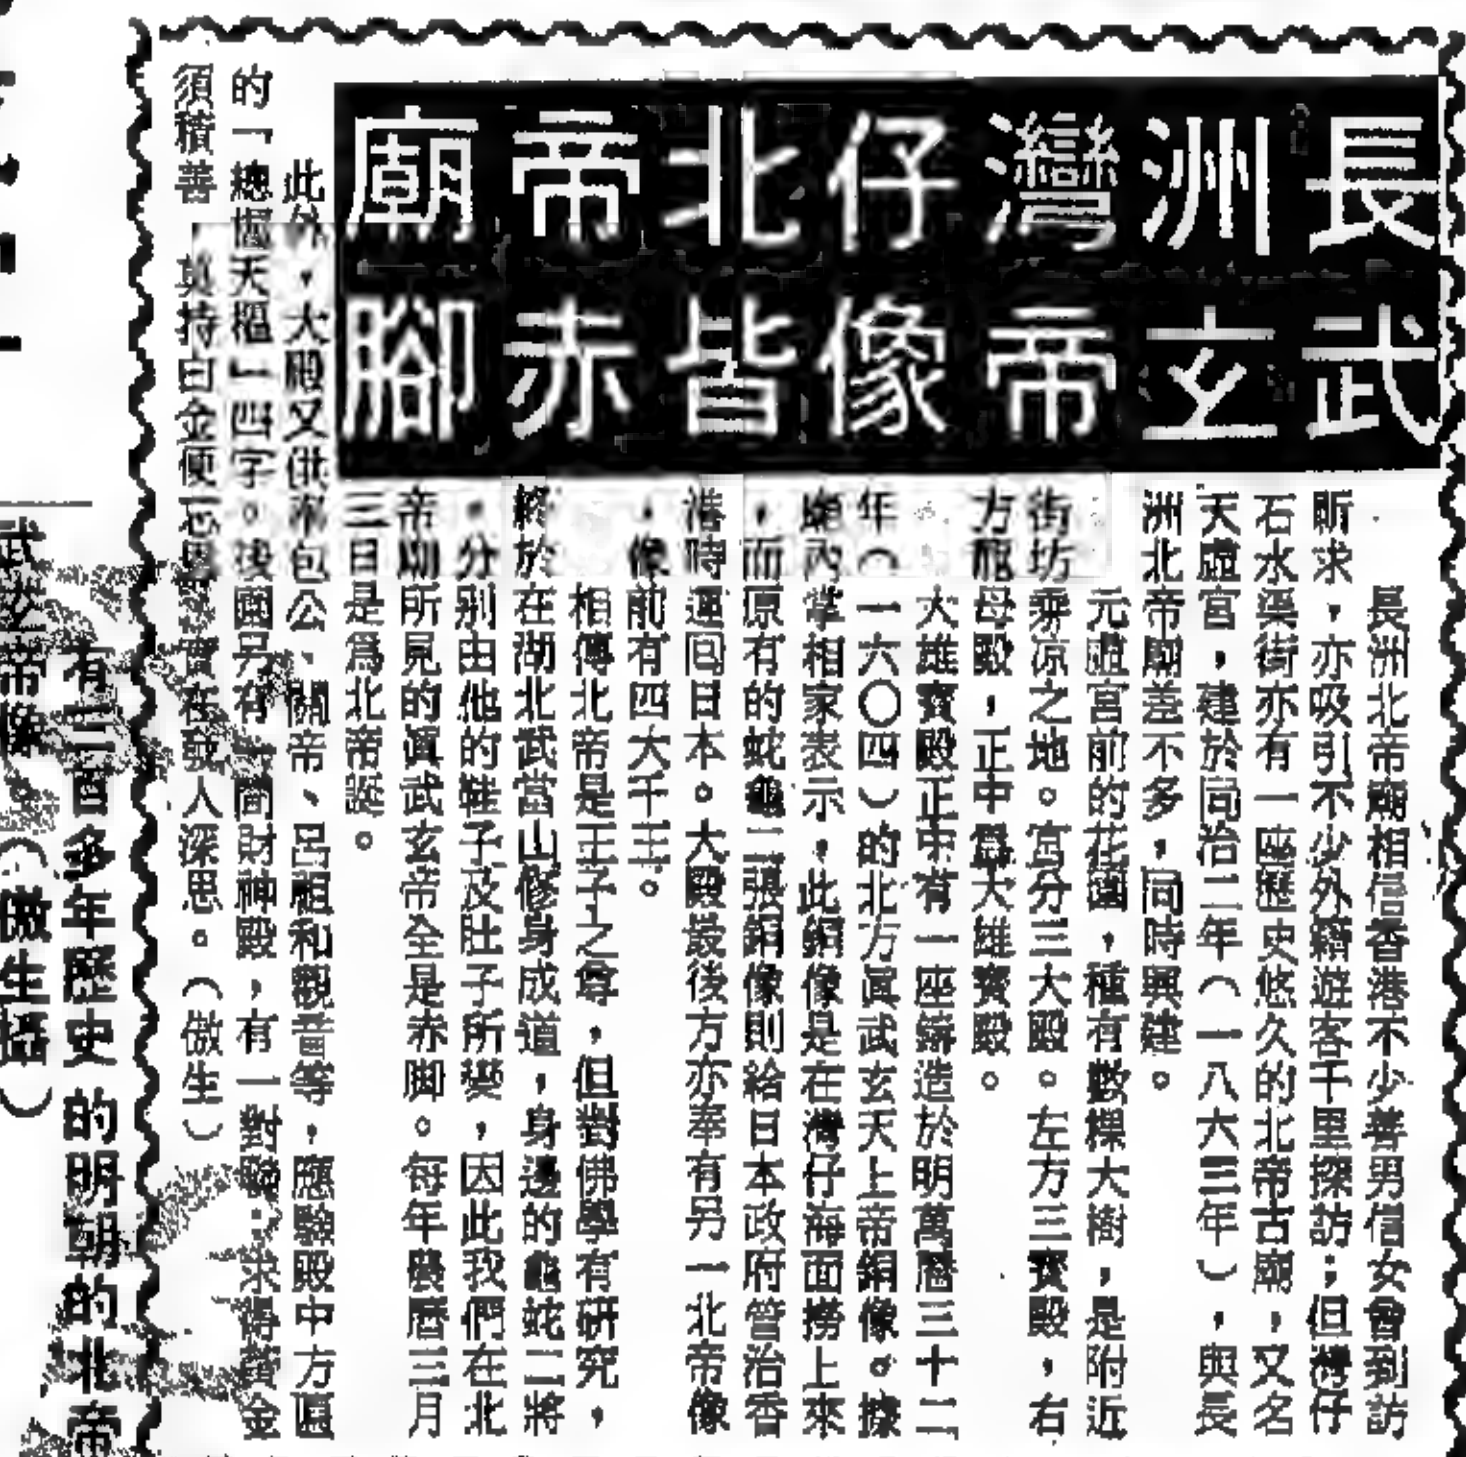 長洲灣仔北帝廟
武玄帝像皆赤腳
長洲北帝廟相信香港不少善男信女會到訪
祈求,亦吸引不少外籍遊客千里探訪;但灣仔
石水渠街亦有一座歷史悠久的北帝古廟,又名
天虛宮,建於同治二年(一八六三年),與長
洲北帝廟差不多,同時興建。
元虛宮前的花園,種有數棵大樹,是附近
街坊乘凉之地。宮分三大殿。左方三寳殿,右
方龍母殿,正中爲大雄寳殿。
大雄寳殿正中有一座鑄造於明萬曆三十二
年(一六〇四)的北方眞武玄天上帝銅像。據
廟內掌相家表示,此銅像是在灣仔海面撈上來
,而原有的蛇龜二張銅像則給日本政府管治香
港時運囘日本。大殿最後方亦奉有另一北帝像
,像前有四大千王。
相傳北帝是王子之尊,但對佛學有研究,
終於在湖北武當山修身成道,身邊的龜蛇二將
,分別由他的鞋子及肚子所變,因此我們在北
帝廟所見的眞武玄帝全是赤脚。每年農曆三月
三日是爲北帝誕。
此外,大殿又供奉包公、關帝、呂祖和觀音等,應驗殿中方匾
的「總握天樞」四字。後園另有一間財神殿,有一對聯:求得黃金
須積善 莫持白金便忘恩 實在發人深思。(傲生)
有三百多年歷史的明朝的北帝
武玄帝像。(傲生攝)